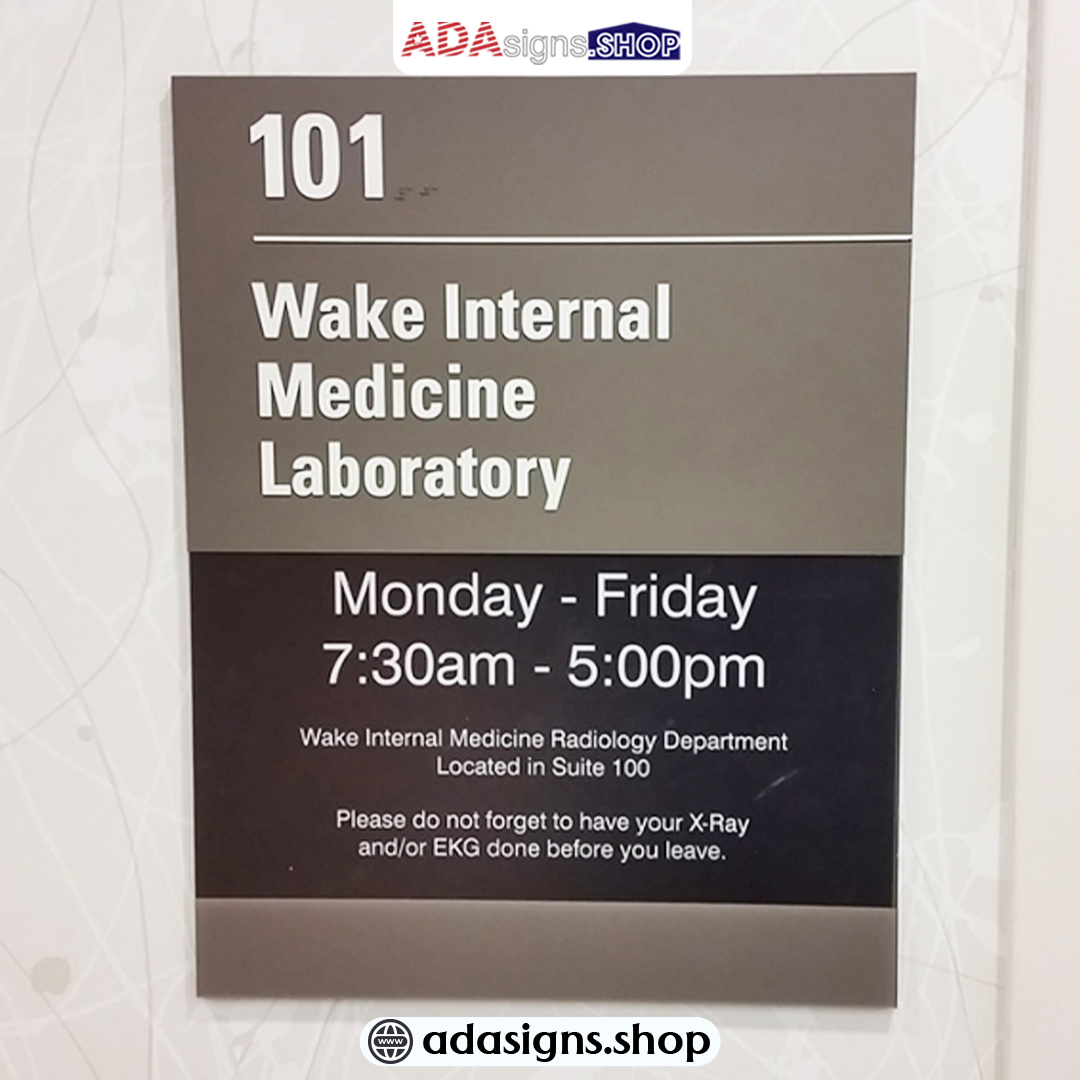 ADAsigns.SHOP
101
Wake Internal
Medicine
Laboratory
Monday - Friday
7:30am - 5:00pm
Wake Internal Medicine Radiology Department
Located in Suite 100
Please do not forget to have your X-Ray
and/or EKG done before you leave.
www
adasigns.shop